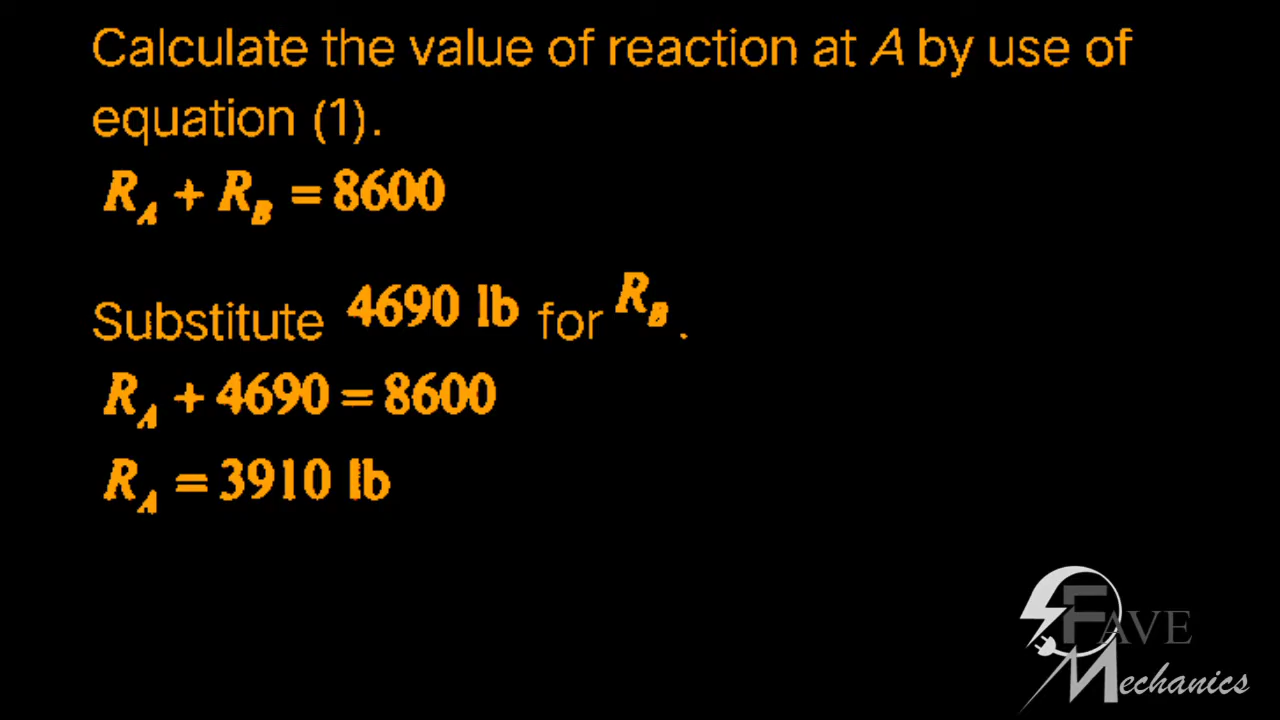 Calculate the value of reaction at A by use of
equation (1).
R_A + R_B = 8600
Substitute 4690 lb for R_B.
R_A + 4690 = 8600
R_A = 3910 lb
FAVE
Mechanics